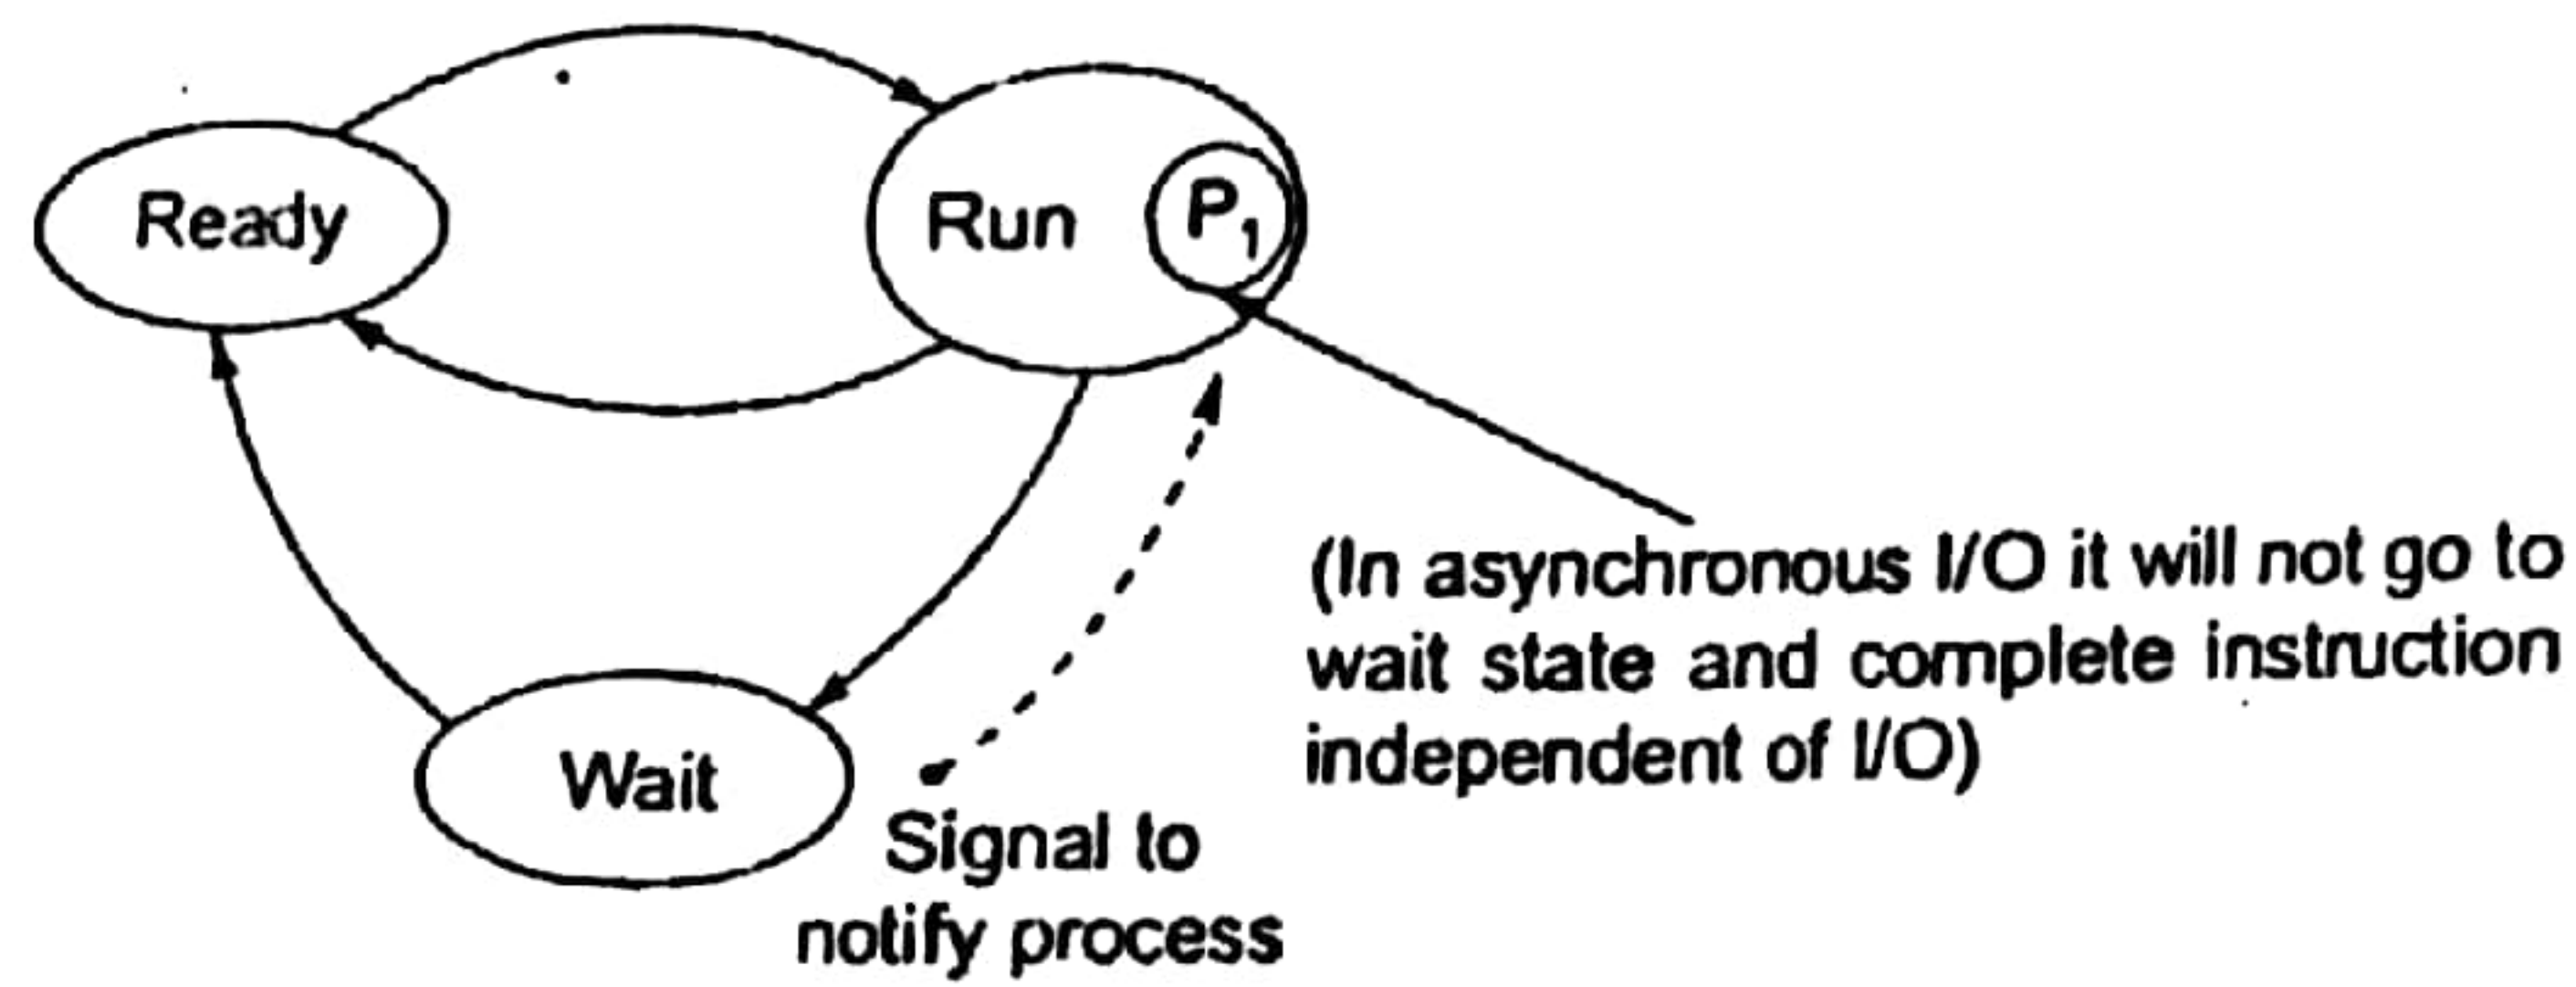 Ready
Run
P1
Wait
Signal to
notify process
(In asynchronous I/O it will not go to
wait state and complete instruction
independent of I/O)